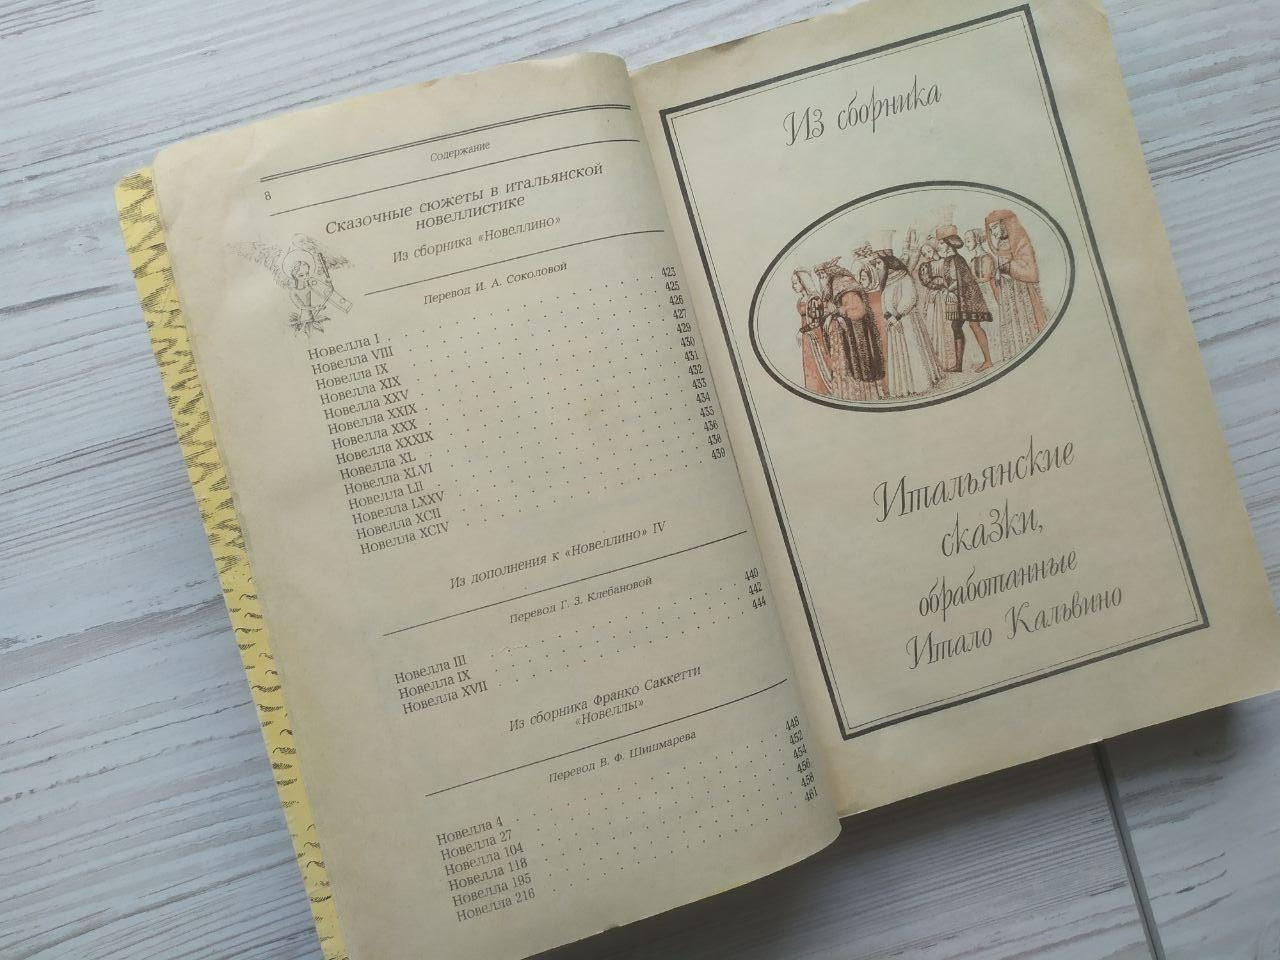 Содержание
8
Сказочные сюжеты в итальянской
новеллистике
Из сборника «Новеллино»
Перевод И. А. Соколовой
Новелла I 423
Новелла VIII 425
Новелла IX 426
Новелла XIX 427
Новелла XXV 429
Новелла XXIX 430
Новелла XXX 431
Новелла XXXIX 432
Новелла XL 433
Новелла XLVI 434
Новелла LII 435
Новелла LXXV 436
Новелла XCII 438
Новелла XCIV 439
Из дополнения к «Новеллино» IV
Перевод Г. З. Клебановой
Новелла III 440
Новелла IX 442
Новелла XVII 444
Из сборника Франко Саккетти
«Новеллы»
Перевод В. Ф. Шишмарева
Новелла 4 448
Новелла 27 452
Новелла 104 454
Новелла 118 456
Новелла 195 458
Новелла 216 461
Из сборника
Итальянские
сказки,
обработанные
Итало Кальвино